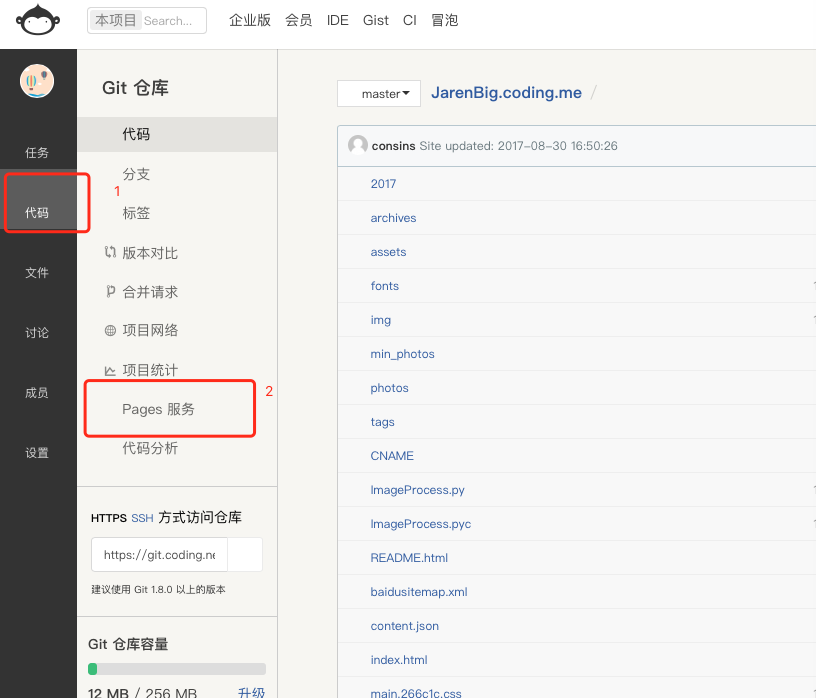 本项目 Search... 企业版 会员 IDE Gist CI 冒泡
任务
代码
文件
讨论
成员
设置
Git 仓库
代码
分支
1
标签
版本对比
合并请求
项目网络
项目统计
Pages 服务
2
代码分析
HTTPS SSH 方式访问仓库
https://git.coding.ne
建议使用 Git 1.8.0 以上的版本
Git 仓库容量
12 MB / 256 MB 升级
master JarenBig.coding.me /
consins Site updated: 2017-08-30 16:50:26
2017
archives
assets
fonts
img
min_photos
photos
tags
CNAME
ImageProcess.py
ImageProcess.pyc
README.html
baidusitemap.xml
content.json
index.html
main.266c1c.css